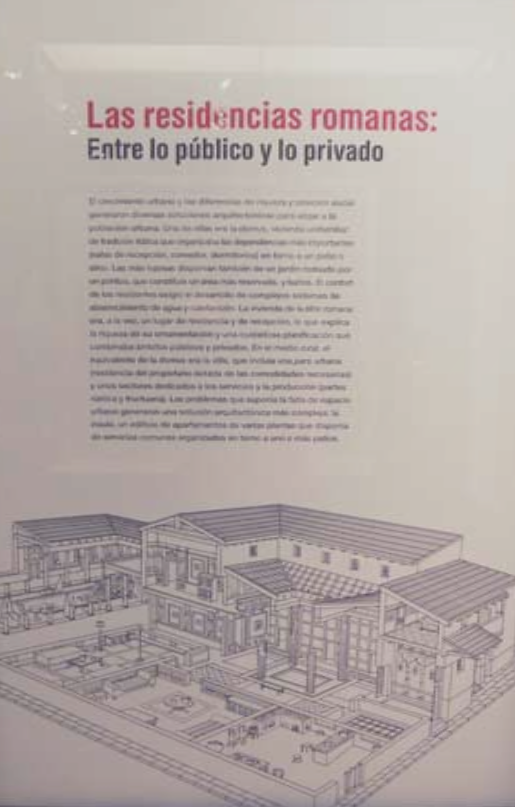 Las residencias romanas:
Entre lo público y lo privado
El crecimiento urbano y las diferencias de riqueza y posición social
generaron diversas soluciones arquitectónicas para alojar a la
población urbana. Una de ellas era la domus, vivienda unifamiliar
de tradición itálica que organizaba las dependencias más importantes
(salas de recepción, comedor, dormitorios) en torno a un patio o
atrio. Las más lujosas disponían también de un jardín rodeado por
un pórtico, que constituía un área más reservada, y baños. El confort
de los residentes exigió el desarrollo de complejos sistemas de
abastecimiento de agua y calefacción. La vivienda de la élite romana
era, a la vez, un lugar de residencia y de recepción, lo que explica
la riqueza de su ornamentación y una cuidadosa planificación que
combinaba ámbitos públicos y privados. En el medio rural, el
equivalente de la domus era la villa, que incluía una pars urbana
(residencia del propietario dotada de las comodidades necesarias)
y unos sectores dedicados a los servicios y la producción (partes
rústica y fructuaria). Los problemas que suponía la falta de espacio
urbano generaron una solución arquitectónica más compleja: la
insula, un edificio de apartamentos de varias plantas que disponía
de servicios comunes organizados en torno a uno o más patios.